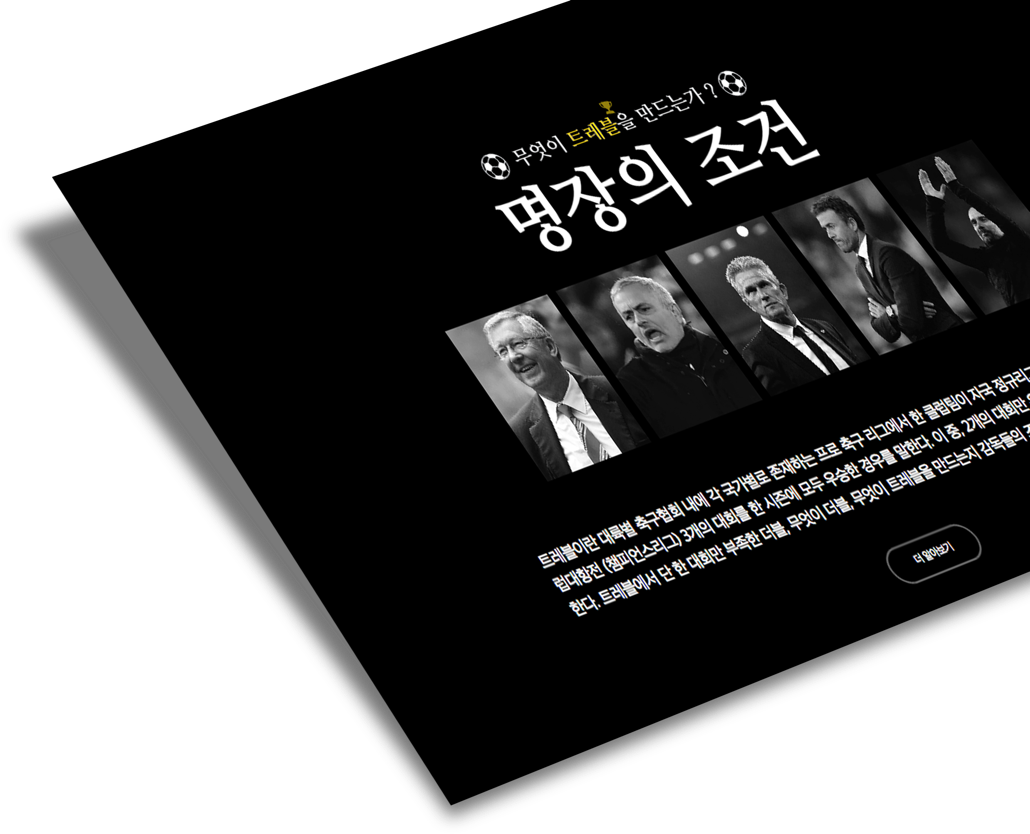 무엇이 트레블을 만드는가?
명장의 조건
트레블이란 대륙별 축구협회 내에 각 국가별로 존재하는 프로 축구 리그에서 한 클럽팀이 자국 정규리그
럽대항전 (챔피언스리그) 3개의 대회를 한 시즌에 모두 우승한 경우를 말한다. 이 중, 2개의 대회만
한다. 트레블에서 단 한 대회만 부족한 더블, 무엇이 더블, 무엇이 트레블을 만드는지 감독들의
더 알아보기